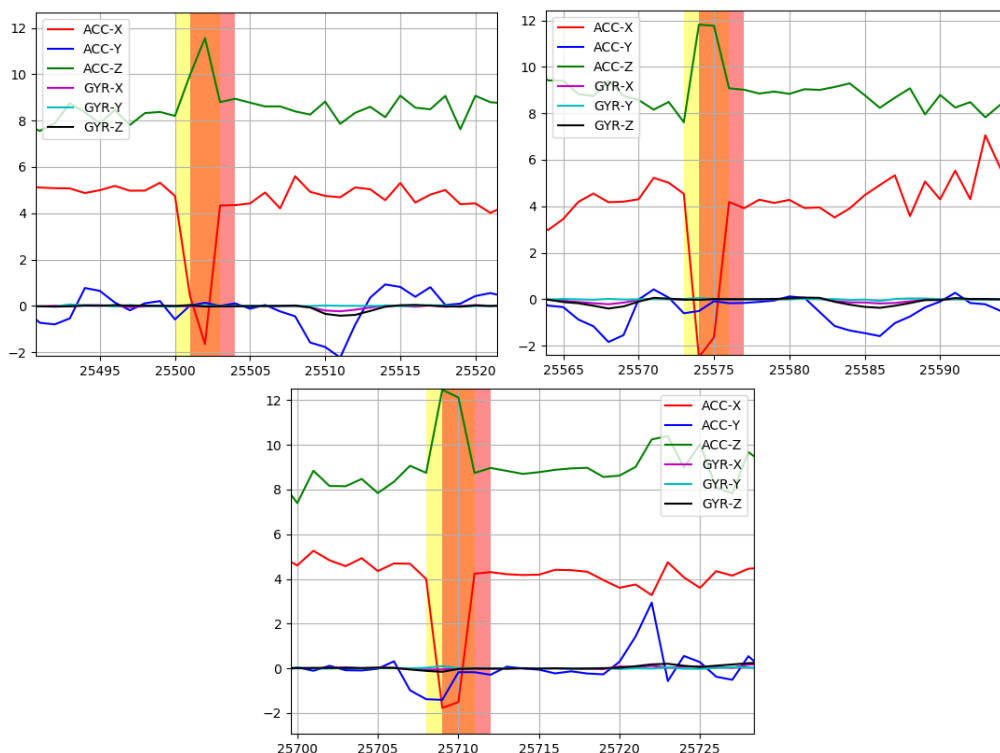 12
10
8
6
4
2
0
−2
ACC-X
ACC-Y
ACC-Z
GYR-X
GYR-Y
GYR-Z
25495
25500
25505
25510
25515
25520
12
10
8
6
4
2
0
−2
ACC-X
ACC-Y
ACC-Z
GYR-X
GYR-Y
GYR-Z
25565
25570
25575
25580
25585
25590
12
10
8
6
4
2
0
−2
ACC-X
ACC-Y
ACC-Z
GYR-X
GYR-Y
GYR-Z
25700
25705
25710
25715
25720
25725